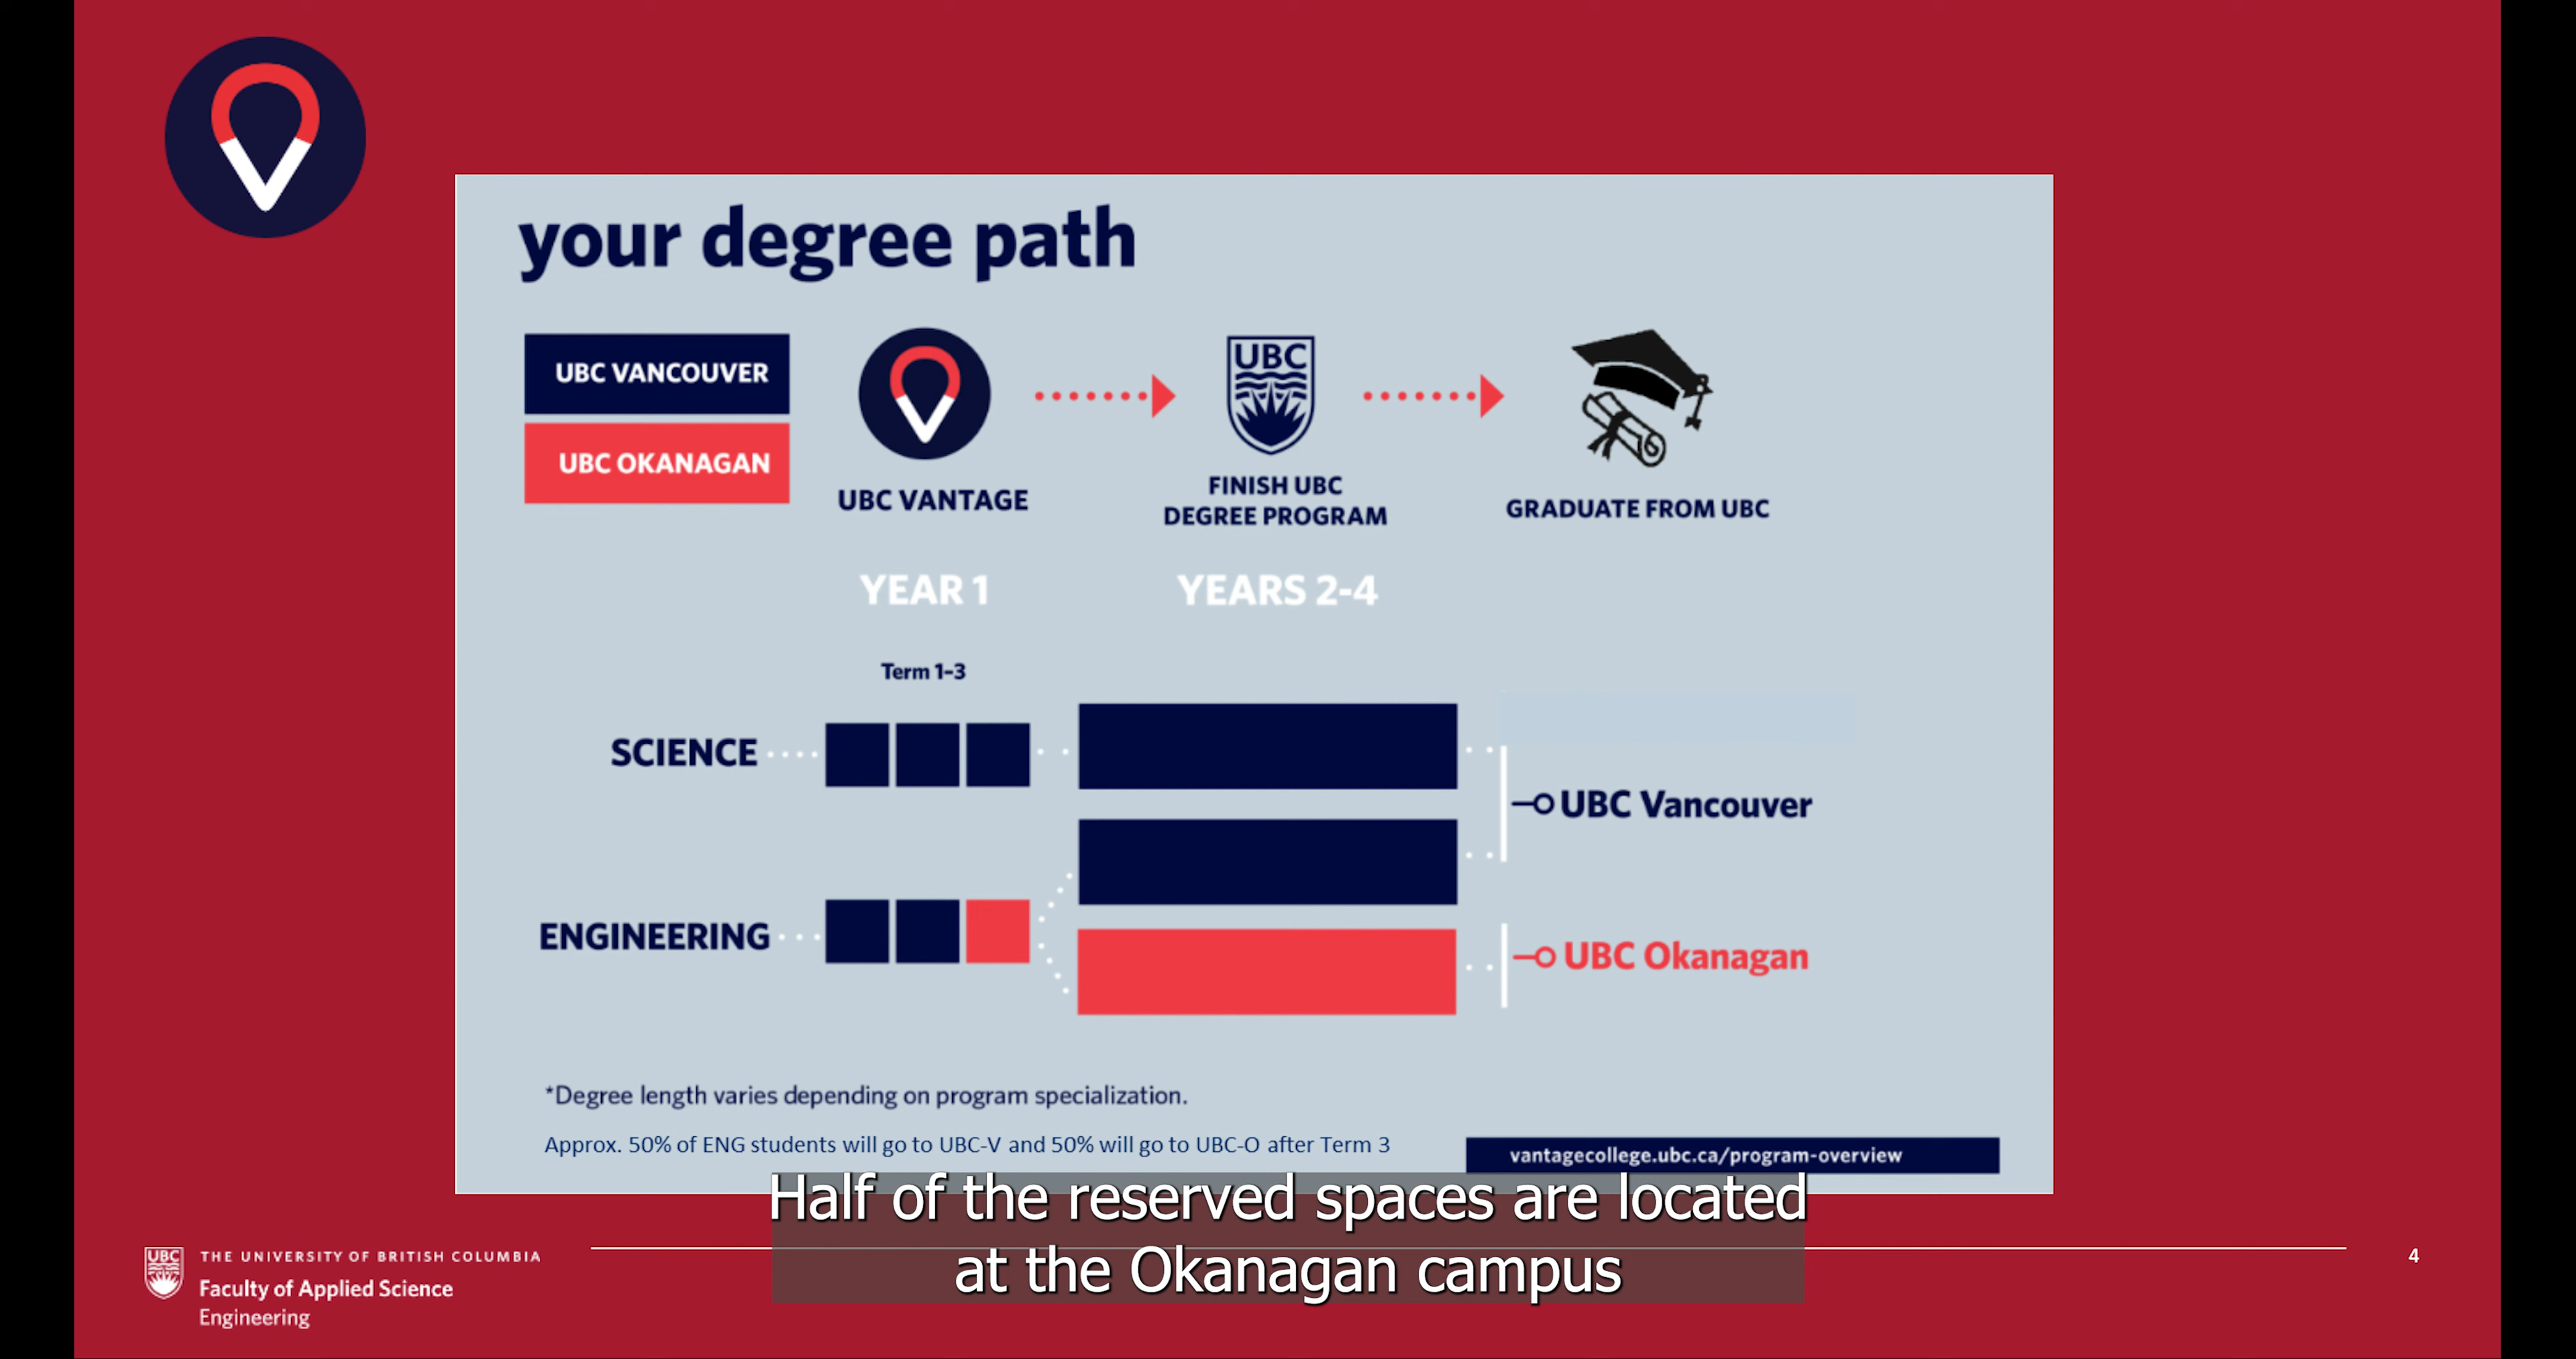 your degree path
UBC VANCOUVER
UBC OKANAGAN
UBC VANTAGE
UBC
FINISH UBC
DEGREE PROGRAM
GRADUATE FROM UBC
YEAR 1
YEARS 2-4
Term 1-3
SCIENCE
UBC Vancouver
ENGINEERING
UBC Okanagan
*Degree length varies depending on program specialization.
Approx. 50% of ENG students will go to UBC-V and 50% will go to UBC-O after Term 3
vantagecollege.ubc.ca/program-overview
Half of the reserved spaces are located
at the Okanagan campus
UBC
THE UNIVERSITY OF BRITISH COLUMBIA
Faculty of Applied Science
Engineering
4